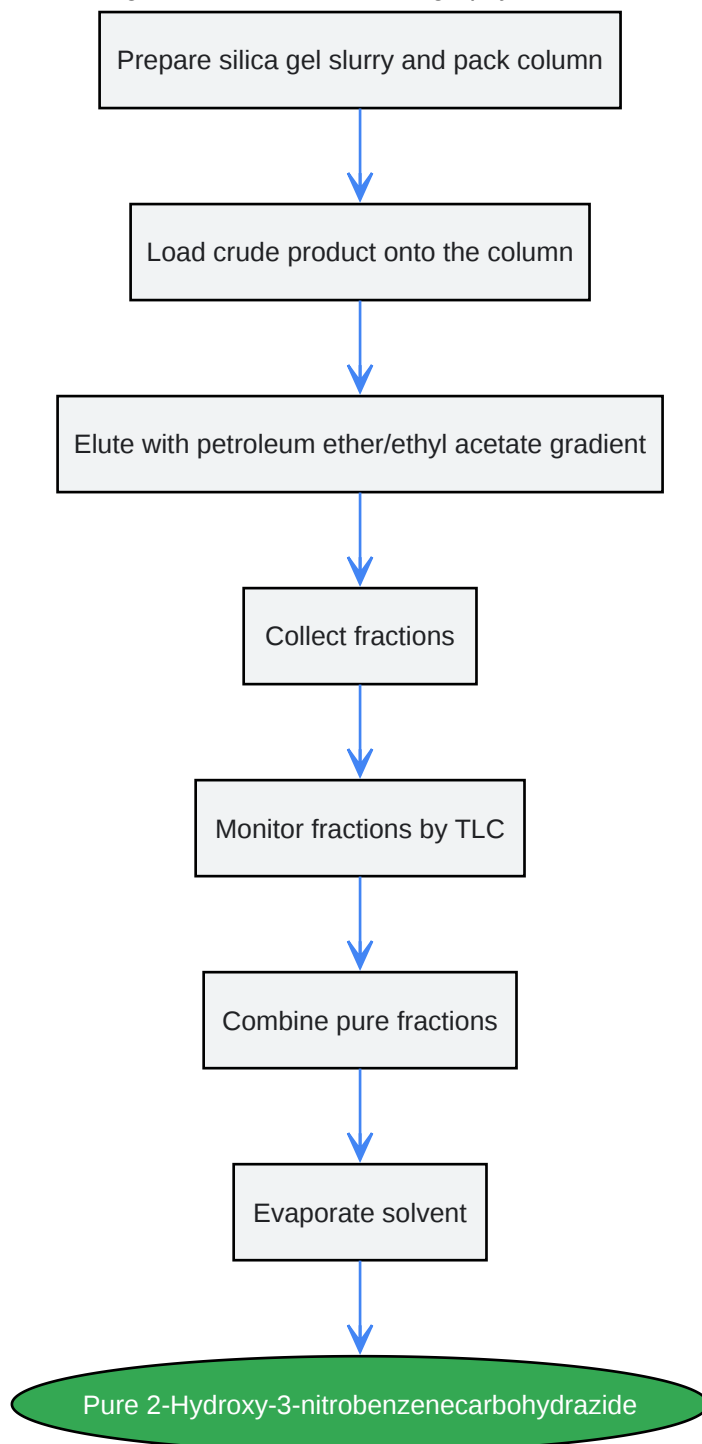 Prepare silica gel slurry and pack column
Load crude product onto the column
Elute with petroleum ether/ethyl acetate gradient
Collect fractions
Monitor fractions by TLC
Combine pure fractions
Evaporate solvent
Pure 2-Hydroxy-3-nitrobenzenecarbohydrazide